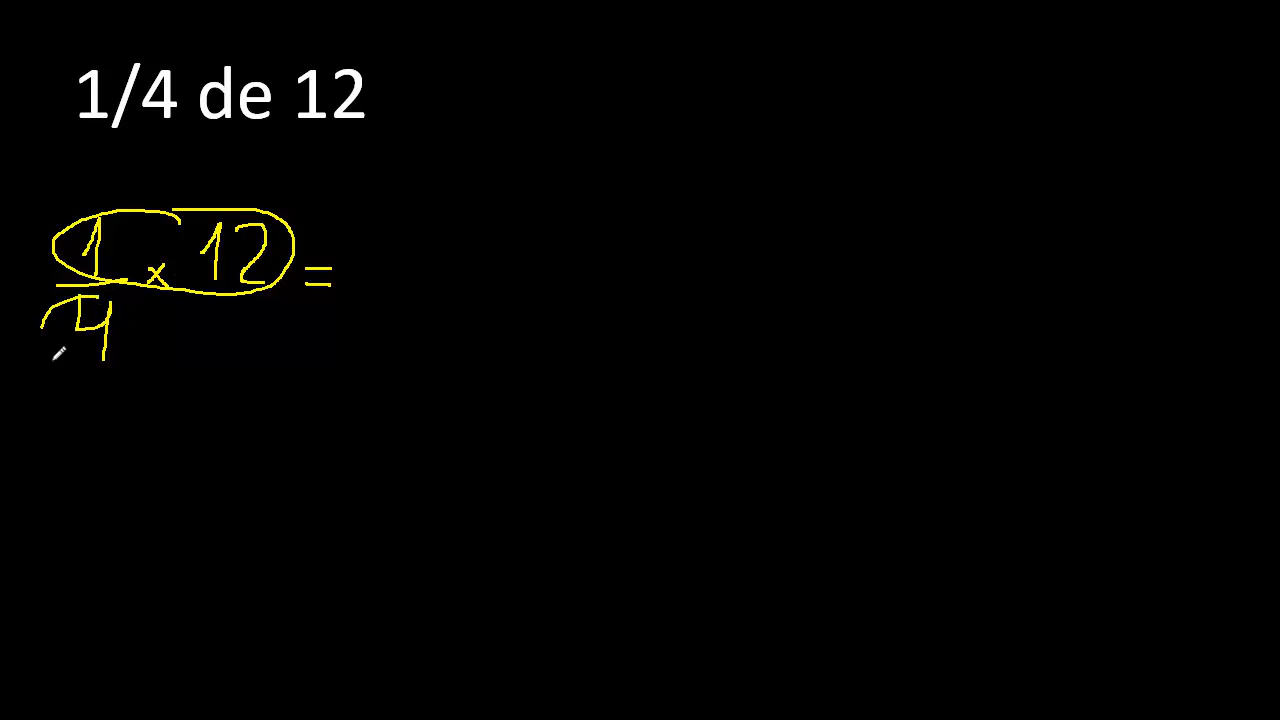 1/4 de 12
1/4 x 12 =